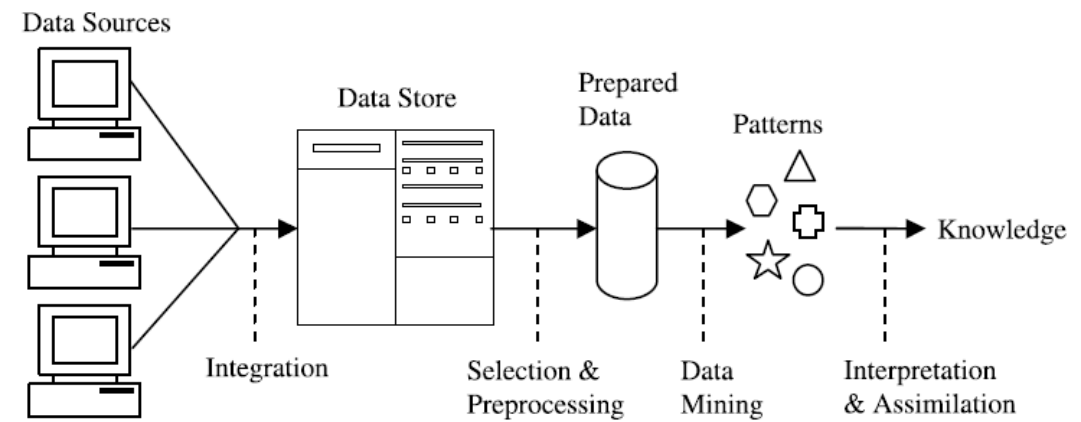 Data Sources
Data Store
Prepared
Data
Patterns
Knowledge
Integration
Selection &
Preprocessing
Data
Mining
Interpretation
& Assimilation